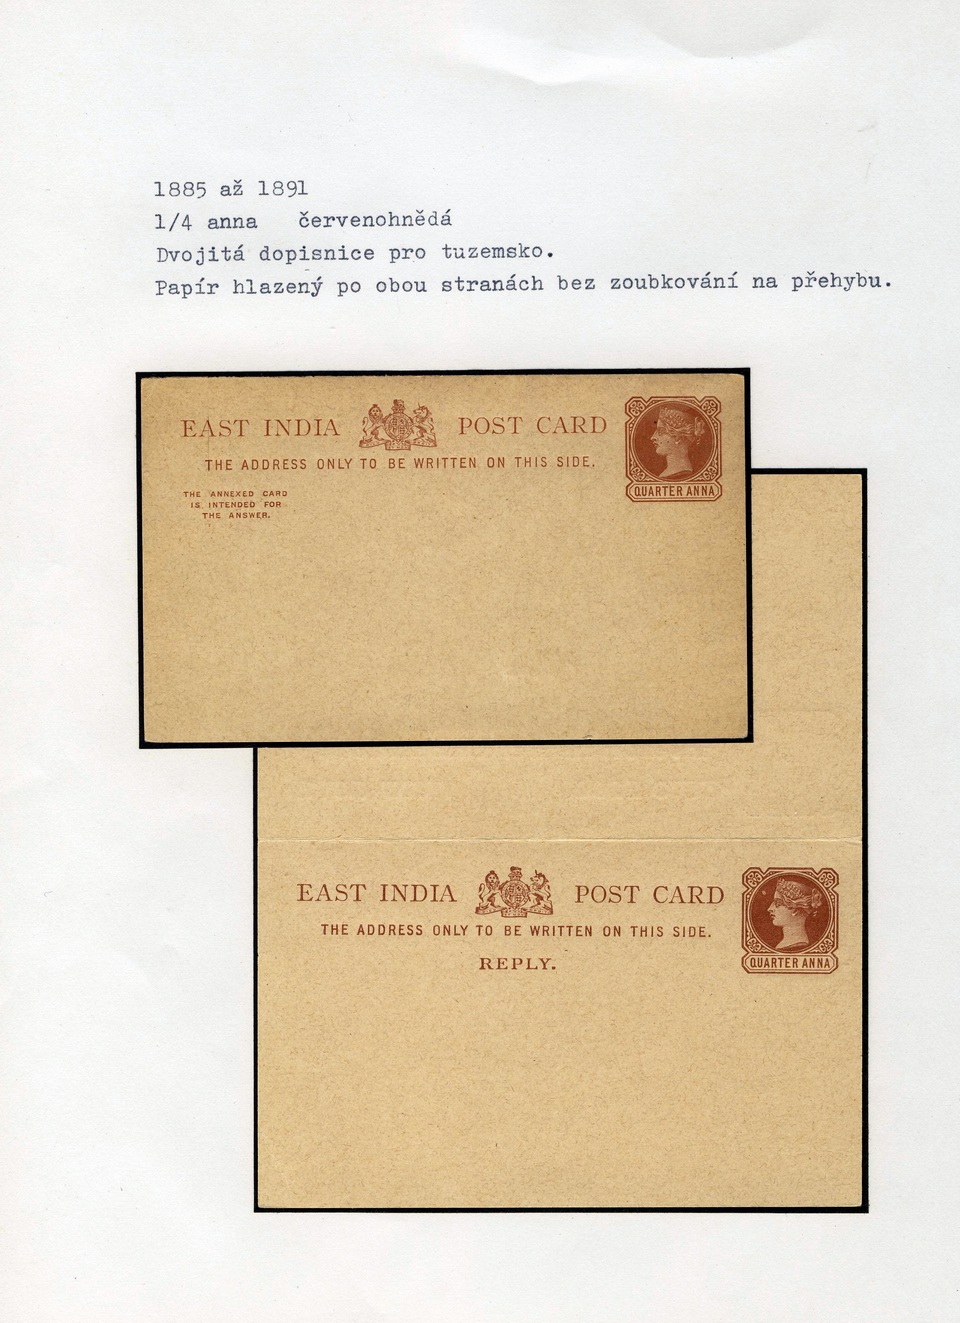 1885 až 1891
1/4 anna červenohnědá
Dvojitá dopisnice pro tuzemsko.
Papír hlazený po obou stranách bez zoubkování na přehybu.
EAST INDIA POST CARD
THE ADDRESS ONLY TO BE WRITTEN ON THIS SIDE.
QUARTER ANNA
THE ANNEXED CARD
IS INTENDED FOR
THE ANSWER.
EAST INDIA POST CARD
THE ADDRESS ONLY TO BE WRITTEN ON THIS SIDE.
REPLY.
QUARTER ANNA